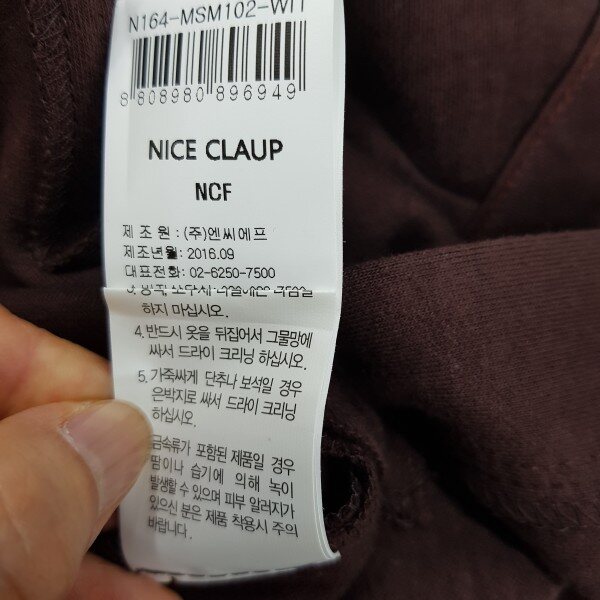 N164-MSM102-WIT
8 808980 896949
NICE CLAUP
NCF
제 조 원 : (주)엔씨에프
제조년월: 2016.09
대표전화: 02-6250-7500
하지 마십시오.
4. 반드시 옷을 뒤집어서 그물망에
싸서 드라이 크리닝 하십시오.
5. 가죽싸게 단추나 보석일 경우
은박지로 싸서 드라이 크리닝
하십시오.
금속류가 포함된 제품일 경우
땀이나 습기에 의해 녹이
발생할 수 있으며 피부 알러지가
있으신 분은 제품 착용시 주의
바랍니다.